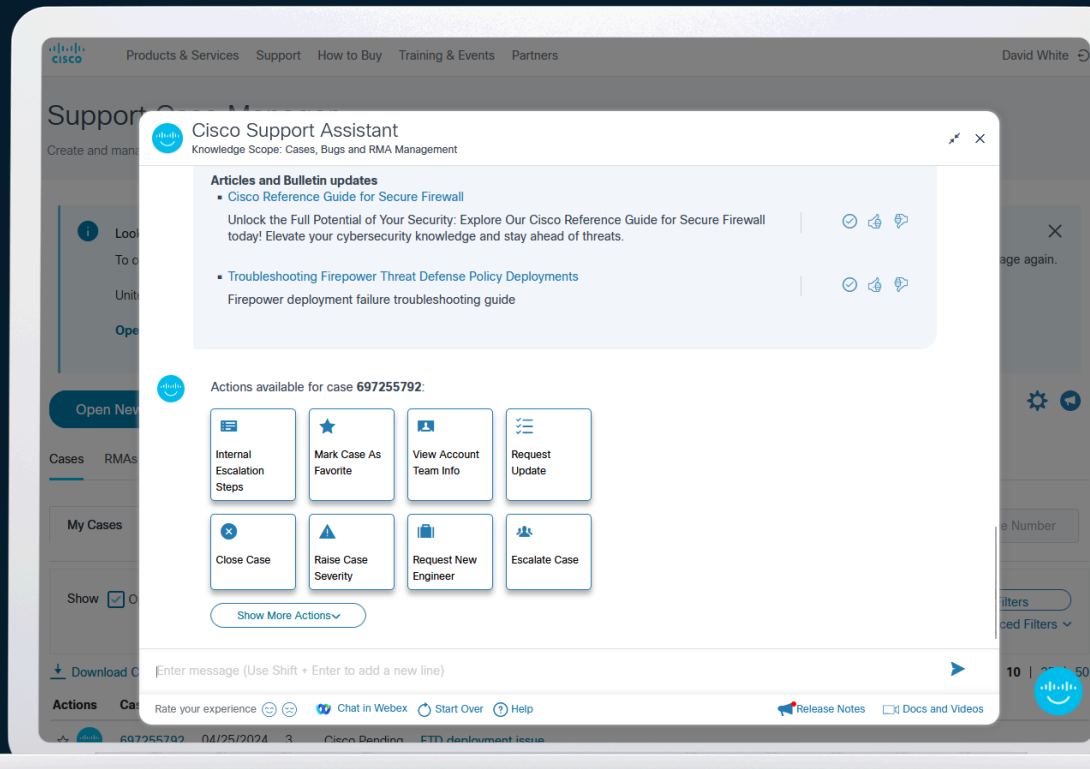 CISCO
Products & Services Support How to Buy Training & Events Partners
David White
Support
Create and mana
Cisco Support Assistant
Knowledge Scope: Cases, Bugs and RMA Management
Articles and Bulletin updates
Cisco Reference Guide for Secure Firewall
Unlock the Full Potential of Your Security: Explore Our Cisco Reference Guide for Secure Firewall
today! Elevate your cybersecurity knowledge and stay ahead of threats.
Troubleshooting Firepower Threat Defense Policy Deployments
Firepower deployment failure troubleshooting guide
Loo
To o
age again.
Unit
Ope
Actions available for case 697255792:
Open New
Internal
Escalation
Steps
Mark Case As
Favorite
View Account
Team Info
Request
Update
Cases RMAs
My Cases
e Number
Close Case
Raise Case
Severity
Request New
Engineer
Escalate Case
Show O
Show More Actions
ilters
ced Filters
Enter message (Use Shift + Enter to add a new line)
Download C
10 | 25 | 50
Actions Cas
Rate your experience Chat in Webex Start Over Help Release Notes Docs and Videos
697255792 04/25/2024 3 Cisco Pending FTD deployment issue